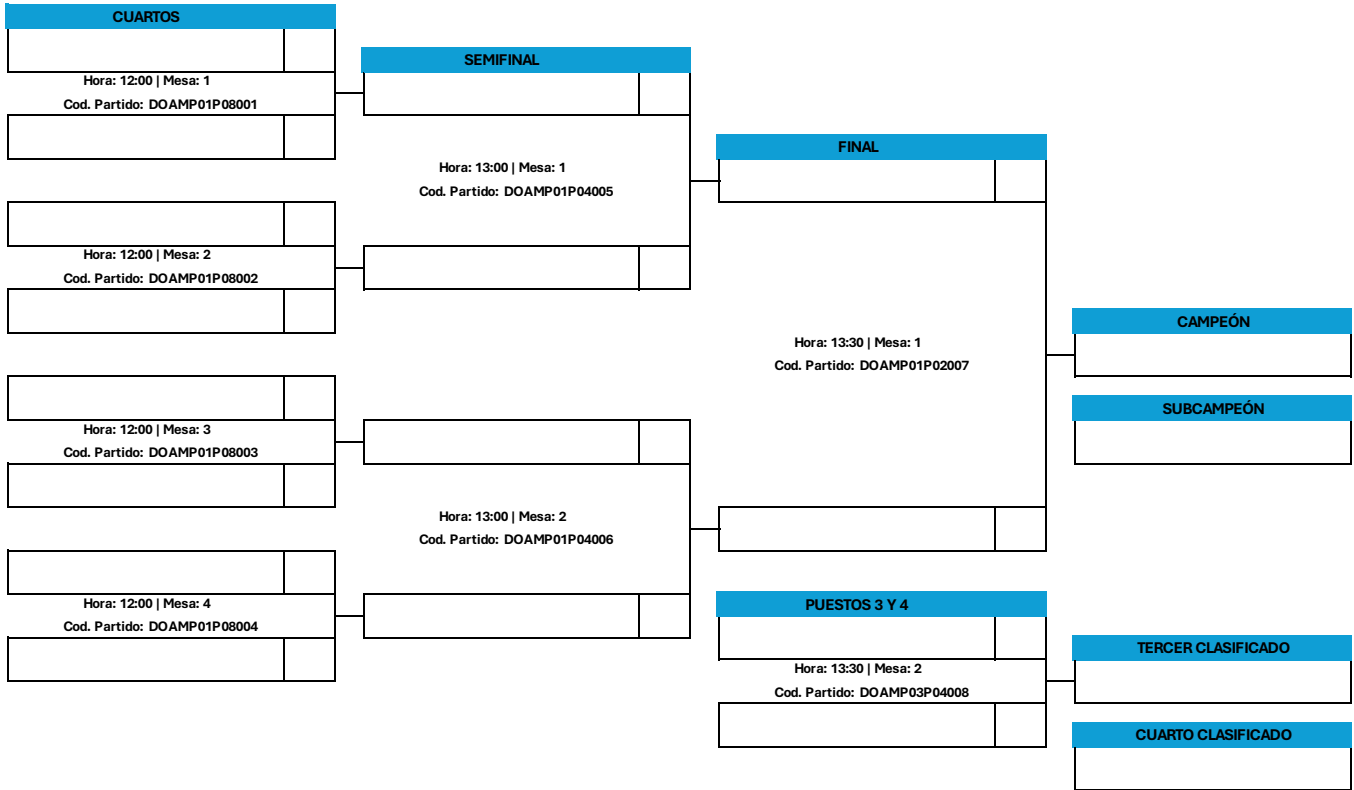 CUARTOS
Hora: 12:00 | Mesa: 1
Cod. Partido: DOAMP01P08001
Hora: 12:00 | Mesa: 2
Cod. Partido: DOAMP01P08002
Hora: 12:00 | Mesa: 3
Cod. Partido: DOAMP01P08003
Hora: 12:00 | Mesa: 4
Cod. Partido: DOAMP01P08004
SEMIFINAL
Hora: 13:00 | Mesa: 1
Cod. Partido: DOAMP01P04005
Hora: 13:00 | Mesa: 2
Cod. Partido: DOAMP01P04006
FINAL
Hora: 13:30 | Mesa: 1
Cod. Partido: DOAMP01P02007
PUESTOS 3 Y 4
Hora: 13:30 | Mesa: 2
Cod. Partido: DOAMP03P04008
CAMPEÓN
SUBCAMPEÓN
TERCER CLASIFICADO
CUARTO CLASIFICADO